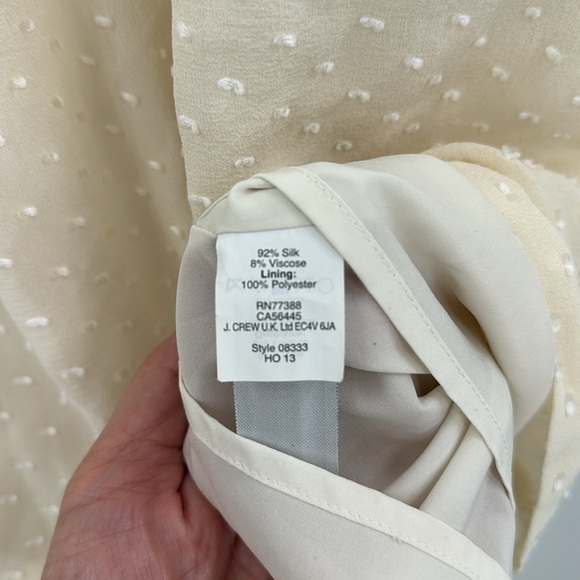 92% Silk
8% Viscose
Lining:
100% Polyester
RN77388
CA56445
J. CREW U.K. Ltd EC4V 6JA
Style 08333
HO 13